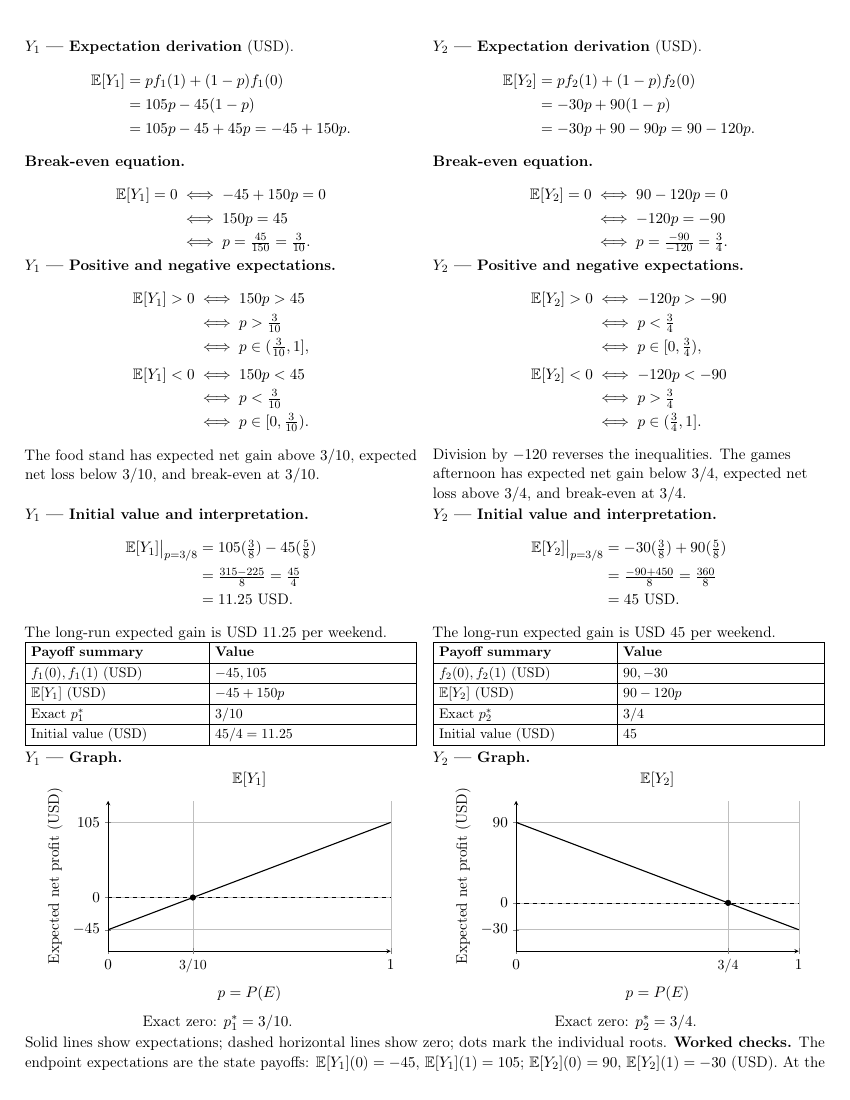 Y₁ — Expectation derivation (USD).
𝔼[Y₁] = pf₁(1) + (1 − p)f₁(0)
= 105p − 45(1 − p)
= 105p − 45 + 45p = −45 + 150p.
Break-even equation.
𝔼[Y₁] = 0 ⟺ −45 + 150p = 0
⟺ 150p = 45
⟺ p = 45/150 = 3/10.
Y₁ — Positive and negative expectations.
𝔼[Y₁] > 0 ⟺ 150p > 45
⟺ p > 3/10
⟺ p ∈ (3/10, 1],
𝔼[Y₁] < 0 ⟺ 150p < 45
⟺ p < 3/10
⟺ p ∈ [0, 3/10).
The food stand has expected net gain above 3/10, expected
net loss below 3/10, and break-even at 3/10.
Y₁ — Initial value and interpretation.
𝔼[Y₁]|p=3/8 = 105(3/8) − 45(5/8)
= (315−225)/8 = 45/4
= 11.25 USD.
The long-run expected gain is USD 11.25 per weekend.
Payoff summary Value
f₁(0), f₁(1) (USD) −45, 105
𝔼[Y₁] (USD) −45 + 150p
Exact p₁* 3/10
Initial value (USD) 45/4 = 11.25
Y₁ — Graph.
𝔼[Y₁]
Expected net profit (USD)
105
0
−45
0 3/10 1
p = P(E)
Exact zero: p₁* = 3/10.
Y₂ — Expectation derivation (USD).
𝔼[Y₂] = pf₂(1) + (1 − p)f₂(0)
= −30p + 90(1 − p)
= −30p + 90 − 90p = 90 − 120p.
Break-even equation.
𝔼[Y₂] = 0 ⟺ 90 − 120p = 0
⟺ −120p = −90
⟺ p = −90/−120 = 3/4.
Y₂ — Positive and negative expectations.
𝔼[Y₂] > 0 ⟺ −120p > −90
⟺ p < 3/4
⟺ p ∈ [0, 3/4),
𝔼[Y₂] < 0 ⟺ −120p < −90
⟺ p > 3/4
⟺ p ∈ (3/4, 1].
Division by −120 reverses the inequalities. The games
afternoon has expected net gain below 3/4, expected net
loss above 3/4, and break-even at 3/4.
Y₂ — Initial value and interpretation.
𝔼[Y₂]|p=3/8 = −30(3/8) + 90(5/8)
= (−90+450)/8 = 360/8
= 45 USD.
The long-run expected gain is USD 45 per weekend.
Payoff summary Value
f₂(0), f₂(1) (USD) 90, −30
𝔼[Y₂] (USD) 90 − 120p
Exact p₂* 3/4
Initial value (USD) 45
Y₂ — Graph.
𝔼[Y₂]
Expected net profit (USD)
90
0
−30
0 3/4 1
p = P(E)
Exact zero: p₂* = 3/4.
Solid lines show expectations; dashed horizontal lines show zero; dots mark the individual roots. Worked checks. The
endpoint expectations are the state payoffs: 𝔼[Y₁](0) = −45, 𝔼[Y₁](1) = 105; 𝔼[Y₂](0) = 90, 𝔼[Y₂](1) = −30 (USD). At the